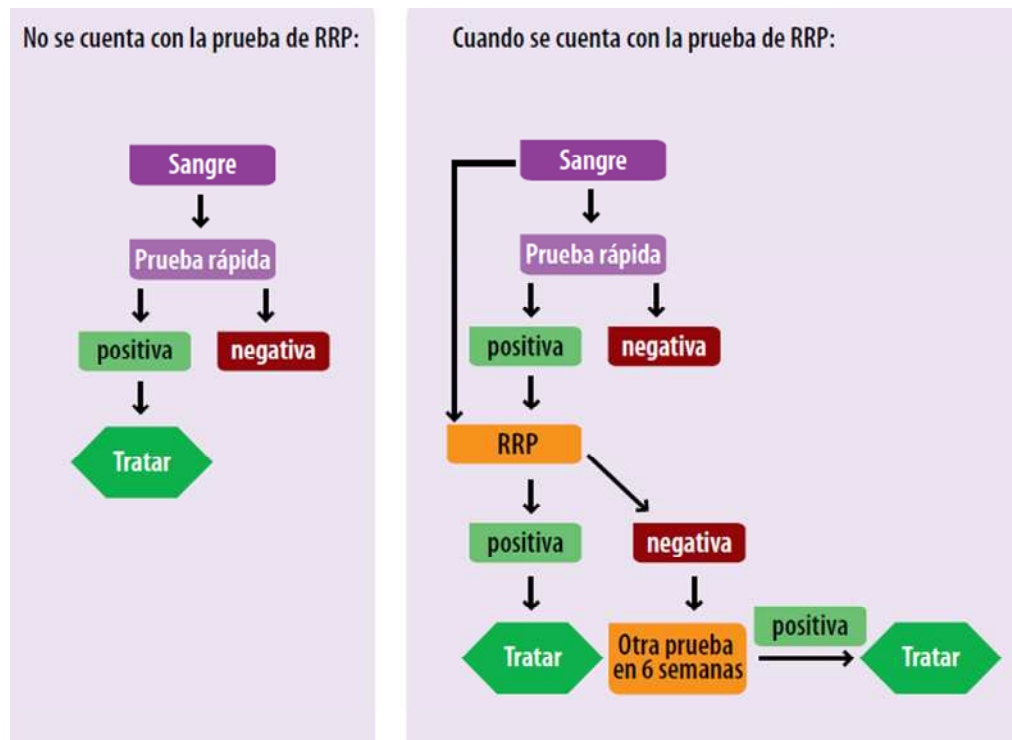 No se cuenta con la prueba de RRP:
Sangre
Prueba rápida
positiva
negativa
Tratar
Cuando se cuenta con la prueba de RRP:
Sangre
Prueba rápida
positiva
negativa
RRP
positiva
negativa
Tratar
Otra prueba
en 6 semanas
positiva
Tratar